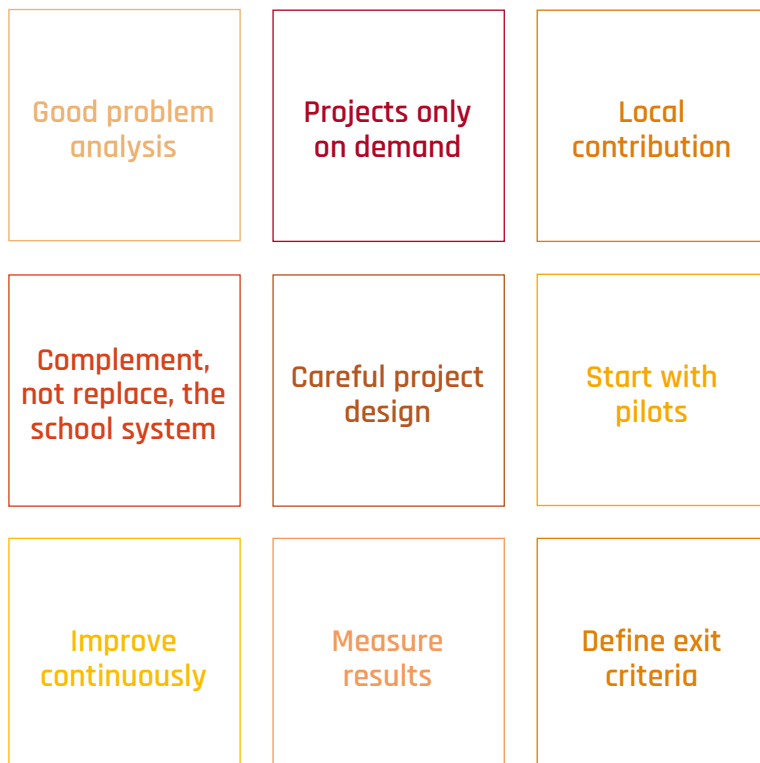 Good problem
analysis
Projects only
on demand
Local
contribution
Complement,
not replace, the
school system
Careful project
design
Start with
pilots
Improve
continuously
Measure
results
Define exit
criteria